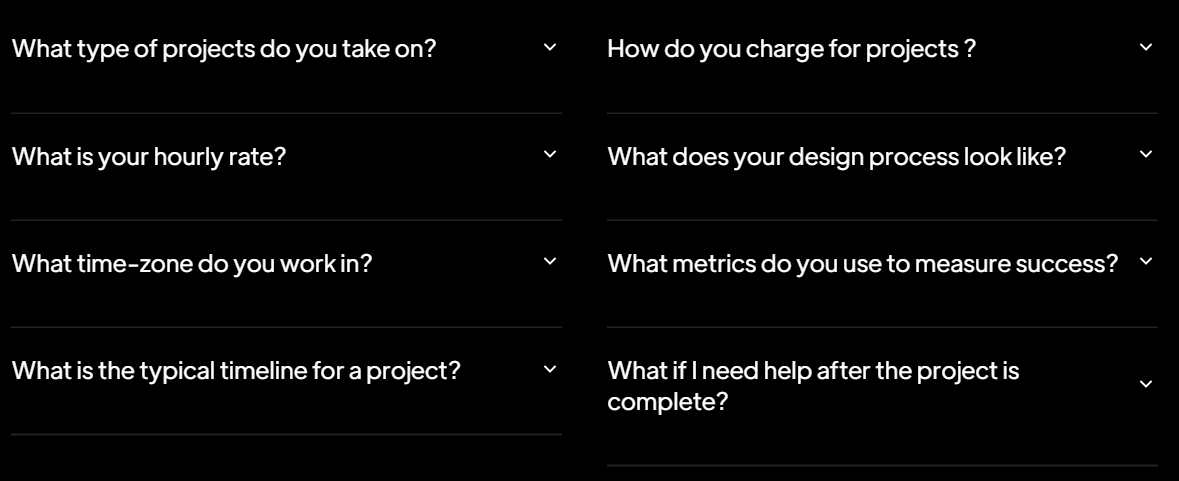 What type of projects do you take on?
What is your hourly rate?
What time-zone do you work in?
What is the typical timeline for a project?
How do you charge for projects ?
What does your design process look like?
What metrics do you use to measure success?
What if I need help after the project is
complete?